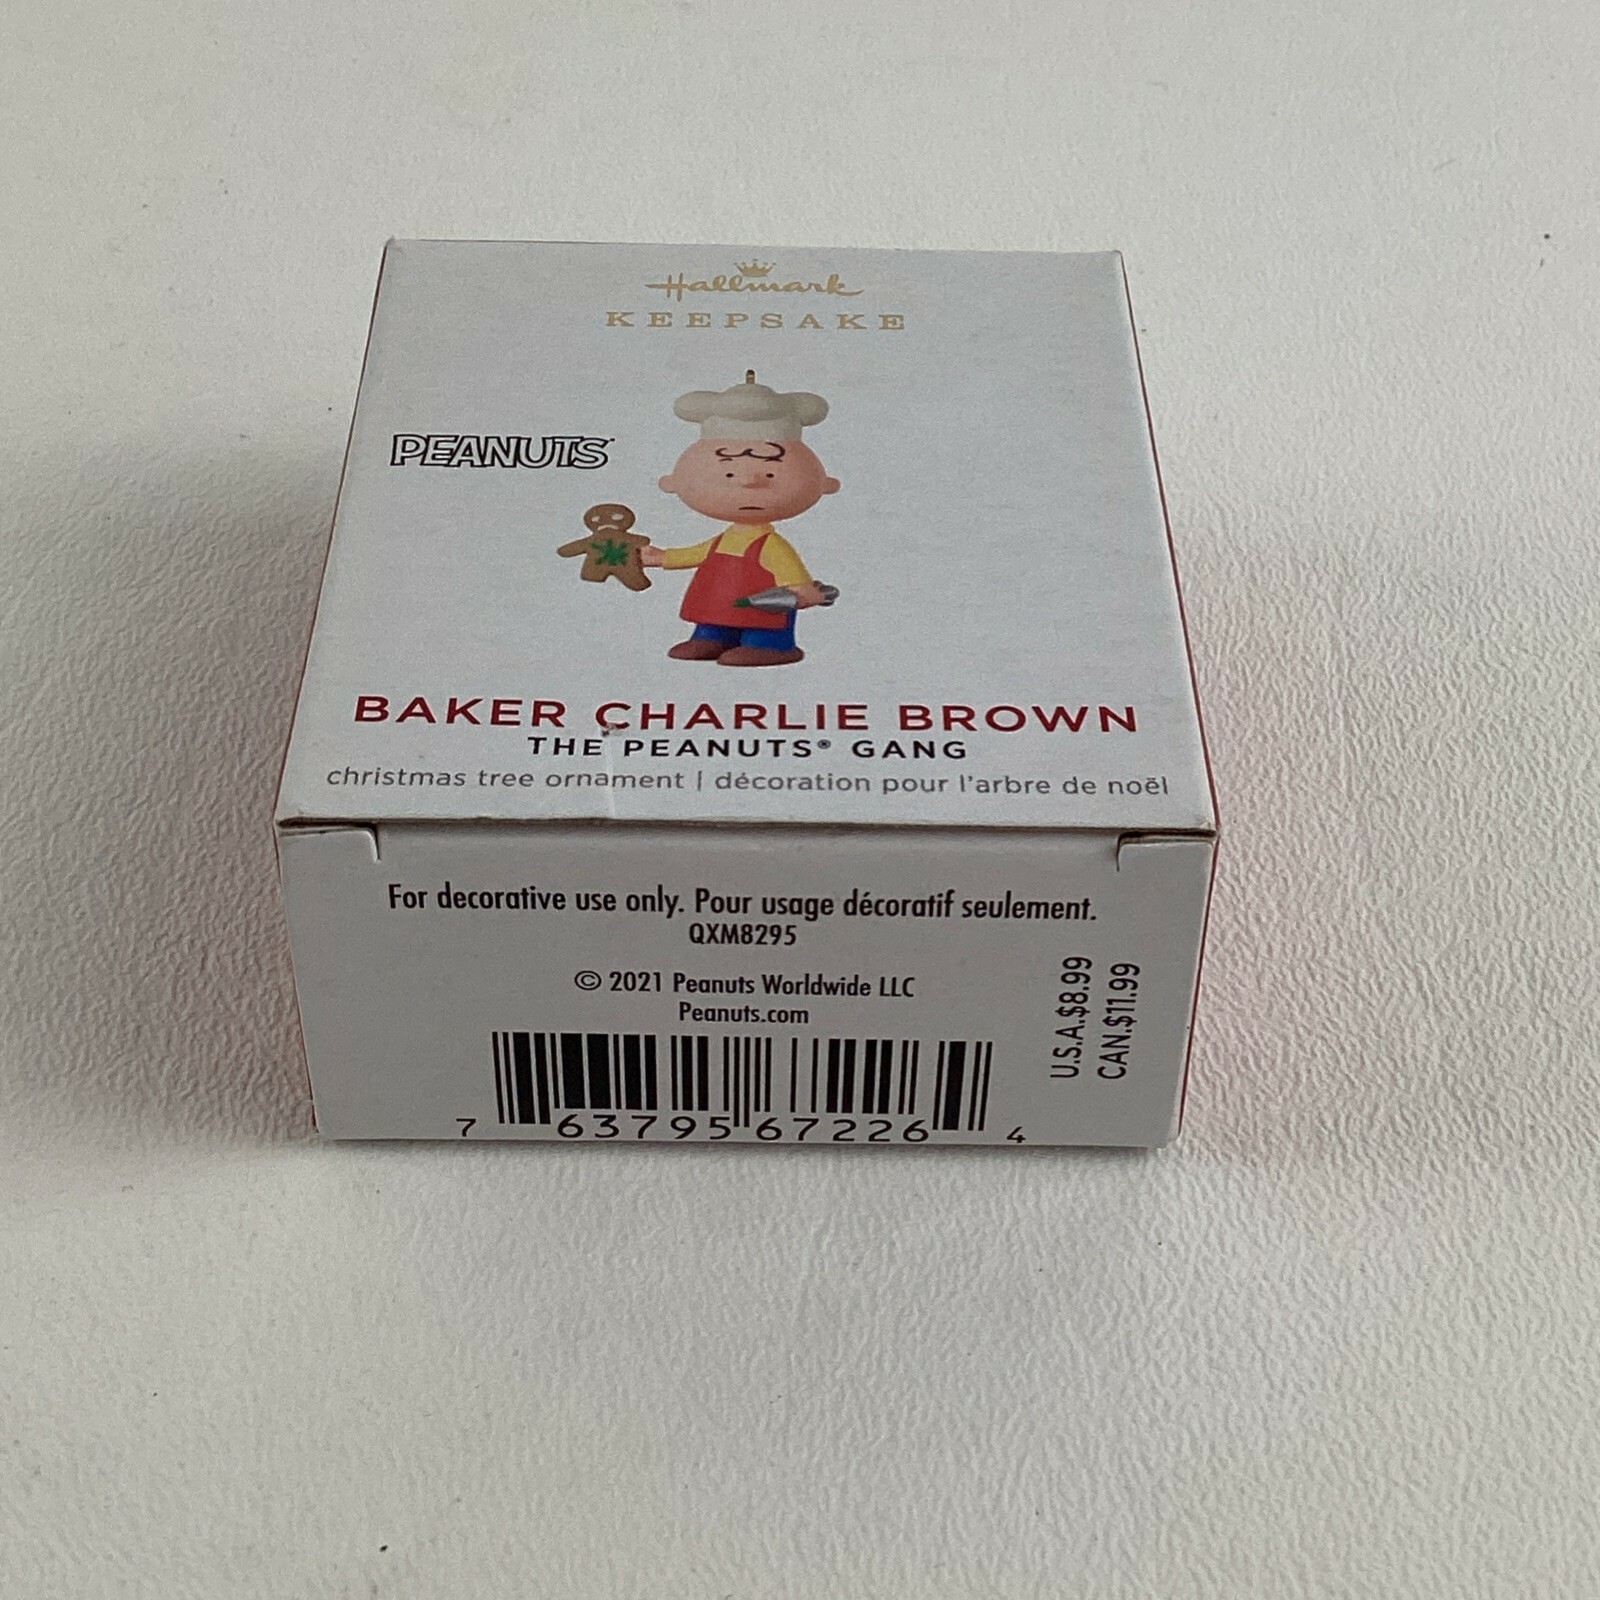 Hallmark
KEEPSAKE
PEANUTS
BAKER CHARLIE BROWN
THE PEANUTS® GANG
christmas tree ornament | décoration pour l'arbre de noël
For decorative use only. Pour usage décoratif seulement.
QXM8295
© 2021 Peanuts Worldwide LLC
Peanuts.com
U.S.A.$8.99
CAN.$11.99
7 63795 67226 4